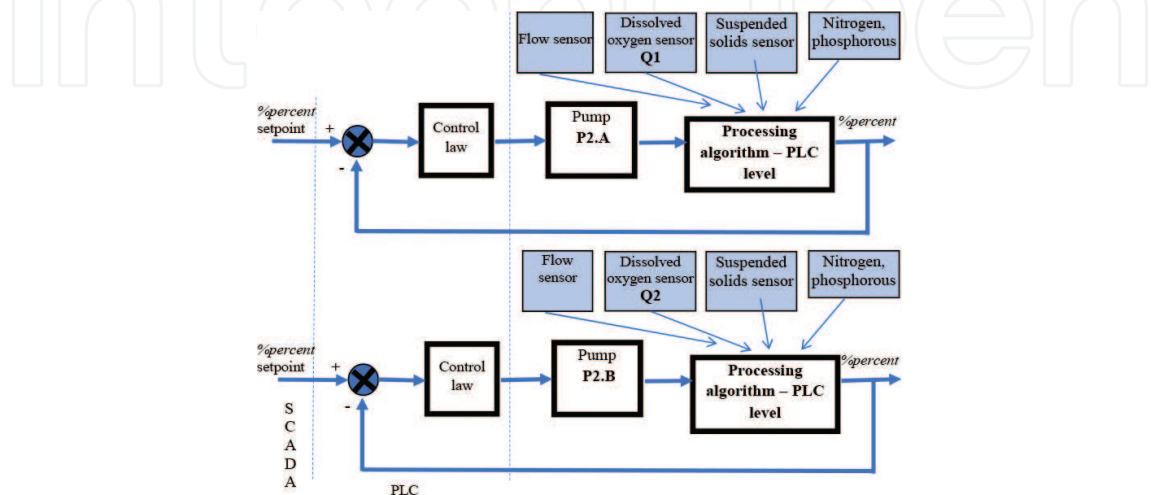 Flow sensor
Dissolved
oxygen sensor
Q1
Suspended
solids sensor
Nitrogen,
phosphorous
%percent
setpoint
+
-
Control
law
Pump
P2.A
Processing
algorithm – PLC
level
%percent
Flow
sensor
Dissolved
oxygen sensor
Q2
Suspended
solids sensor
Nitrogen,
phosphorous
%percent
setpoint
+
-
Control
law
Pump
P2.B
Processing
algorithm – PLC
level
%percent
S
C
A
D
A
PLC